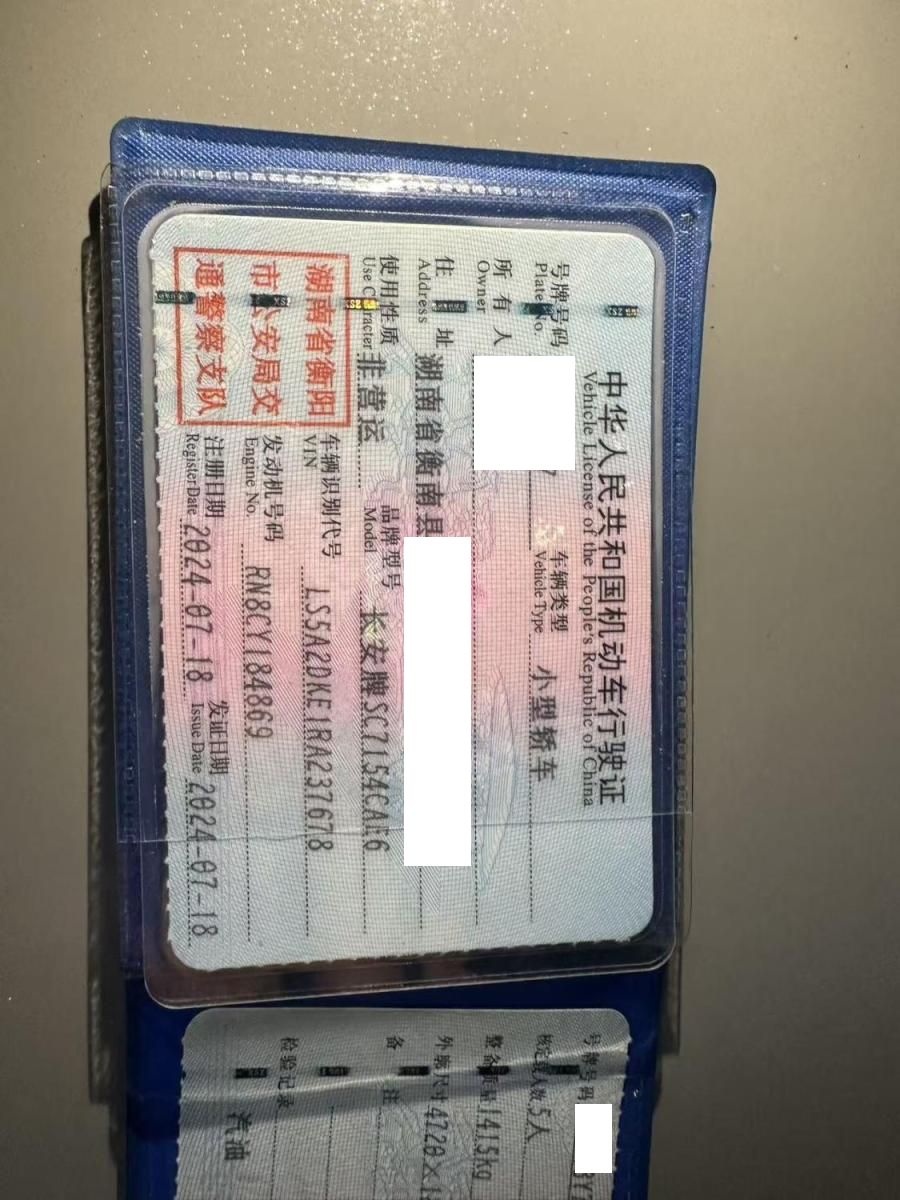 中华人民共和国机动车行驶证
Vehicle License of the People's Republic of China
号牌号码 7 车辆类型 小型轿车
Plate No. Vehicle Type
所有人
Owner
住址 湖南省衡南县
Address
使用性质 非营运 品牌型号 长安牌SC7154CAE6
Use Character Model
湖南省衡阳
市公安局交
通警察支队
车辆识别代号 LS5A2DKE1RA237678
VIN
发动机号码 RN8CY184869
Engine No.
注册日期 2024-07-18 发证日期 2024-07-18
Register Date Issue Date
号牌号码
核定载人数 5人
整备质量 1415kg
外廓尺寸 4720×1
备注
检验记录
汽油